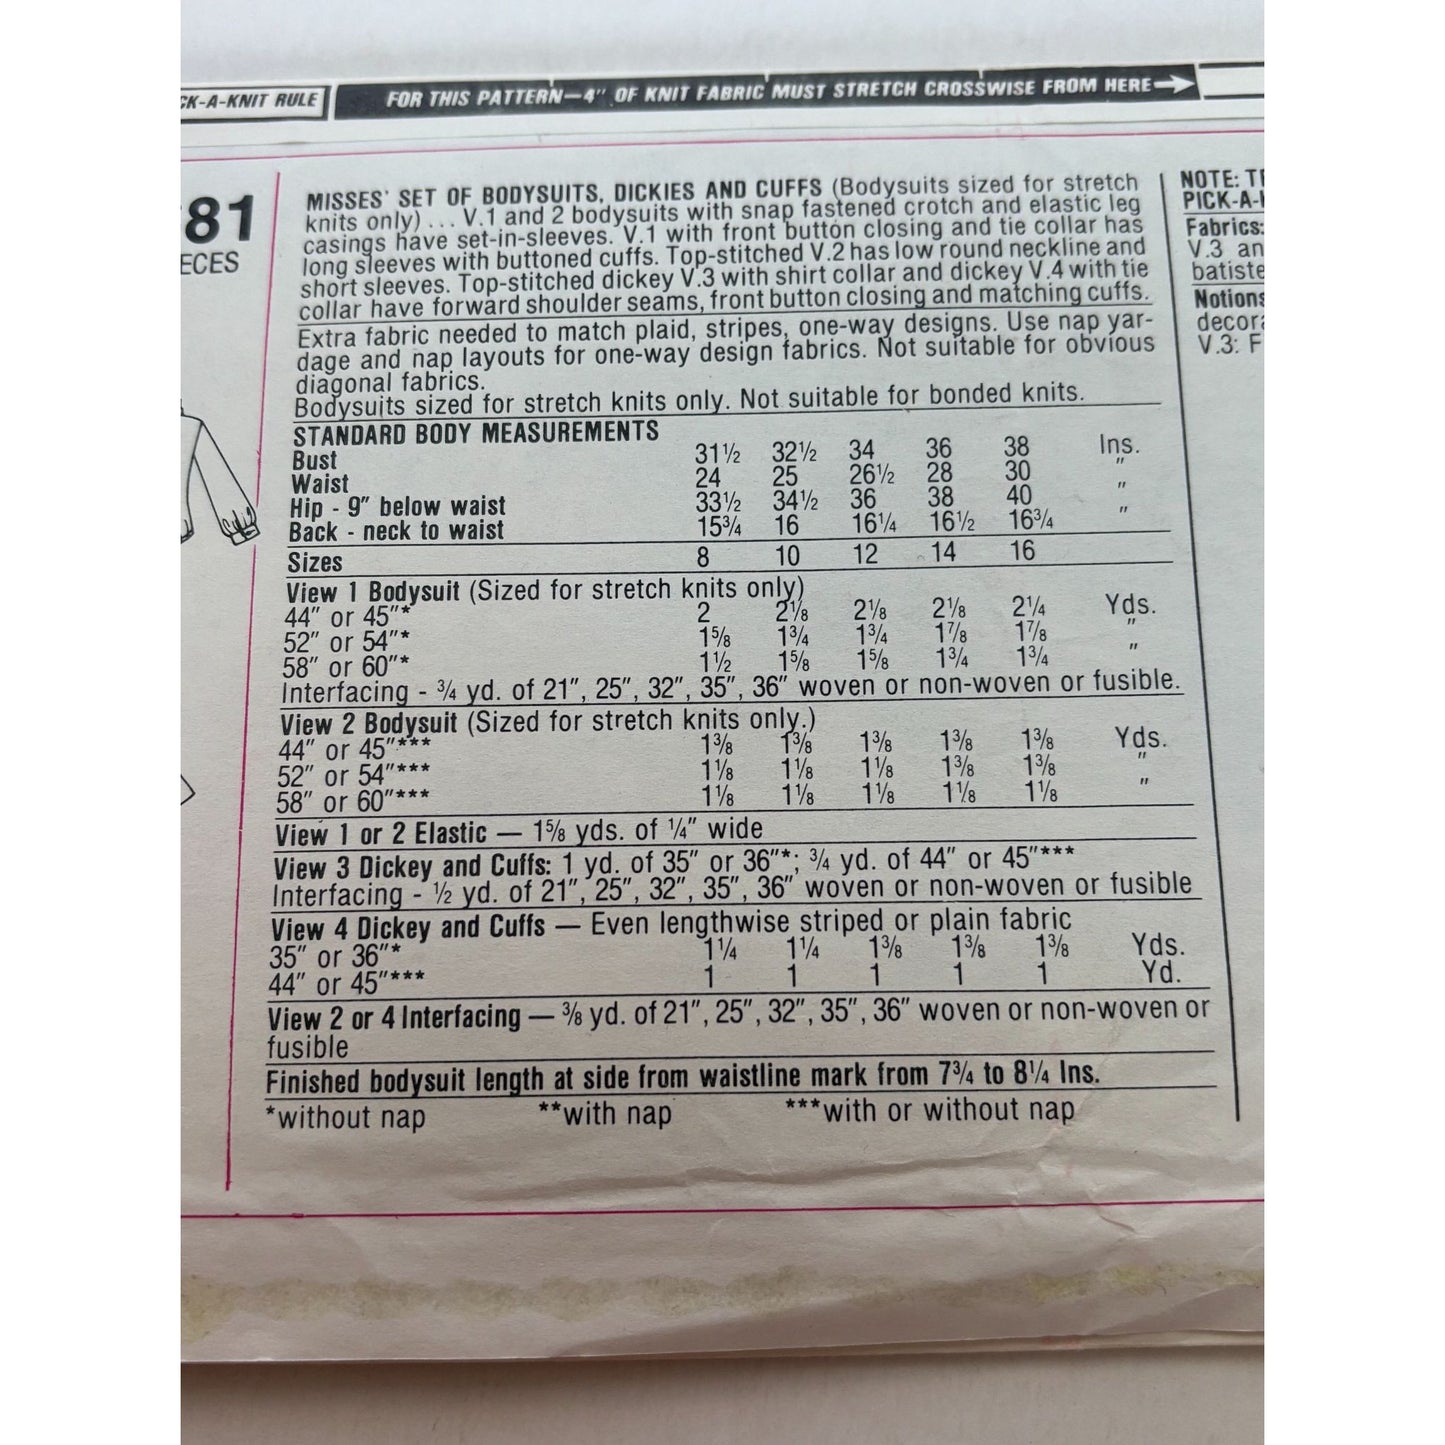 CK-A-KNIT RULE
FOR THIS PATTERN—4" OF KNIT FABRIC MUST STRETCH CROSSWISE FROM HERE
81
ECES
MISSES' SET OF BODYSUITS, DICKIES AND CUFFS (Bodysuits sized for stretch
knits only) ... V.1 and 2 bodysuits with snap fastened crotch and elastic leg
casings have set-in-sleeves. V.1 with front button closing and tie collar has
long sleeves with buttoned cuffs. Top-stitched V.2 has low round neckline and
short sleeves. Top-stitched dickey V.3 with shirt collar and dickey V.4 with tie
collar have forward shoulder seams, front button closing and matching cuffs.
Extra fabric needed to match plaid, stripes, one-way designs. Use nap yar-
dage and nap layouts for one-way design fabrics. Not suitable for obvious
diagonal fabrics.
Bodysuits sized for stretch knits only. Not suitable for bonded knits.
STANDARD BODY MEASUREMENTS
Bust 31½ 32½ 34 36 38 Ins.
Waist 24 25 26½ 28 30 "
Hip - 9" below waist 33½ 34½ 36 38 40 "
Back - neck to waist 15¾ 16 16¼ 16½ 16¾ "
Sizes 8 10 12 14 16
View 1 Bodysuit (Sized for stretch knits only)
44" or 45"* 2 2⅛ 2⅛ 2⅛ 2¼ Yds.
52" or 54"* 1⅝ 1¾ 1¾ 1⅞ 1⅞ "
58" or 60"* 1½ 1⅝ 1⅝ 1¾ 1¾ "
Interfacing - ¾ yd. of 21", 25", 32", 35", 36" woven or non-woven or fusible.
View 2 Bodysuit (Sized for stretch knits only.)
44" or 45"*** 1⅜ 1⅜ 1⅜ 1⅜ 1⅜ Yds.
52" or 54"*** 1⅛ 1⅛ 1⅛ 1⅜ 1⅜ "
58" or 60"*** 1⅛ 1⅛ 1⅛ 1⅛ 1⅛ "
View 1 or 2 Elastic — 1⅝ yds. of ¼" wide
View 3 Dickey and Cuffs: 1 yd. of 35" or 36"*; ¾ yd. of 44" or 45"***
Interfacing - ½ yd. of 21", 25", 32", 35", 36" woven or non-woven or fusible
View 4 Dickey and Cuffs — Even lengthwise striped or plain fabric
35" or 36"* 1¼ 1¼ 1⅜ 1⅜ 1⅜ Yds.
44" or 45"*** 1 1 1 1 1 Yd.
View 2 or 4 Interfacing — ⅜ yd. of 21", 25", 32", 35", 36" woven or non-woven or
fusible
Finished bodysuit length at side from waistline mark from 7¾ to 8¼ Ins.
*without nap **with nap ***with or without nap
NOTE: T
PICK-A-
Fabrics:
V.3 an
batiste
Notions
decor
V.3: F